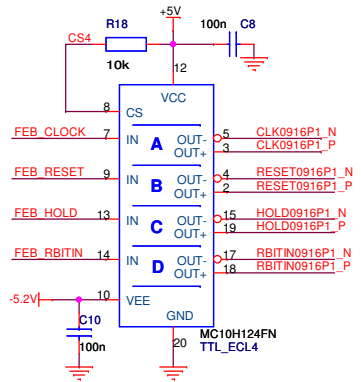 +5V
R18
100n
C8
CS4
10k
12
VCC
8
CS
FEB_CLOCK
7
IN
A
OUT-
5
CLK0916P1_N
OUT+
3
CLK0916P1_P
FEB_RESET
9
IN
B
OUT-
4
RESET0916P1_N
OUT+
2
RESET0916P1_P
FEB_HOLD
13
IN
C
OUT-
15
HOLD0916P1_N
OUT+
19
HOLD0916P1_P
FEB_RBITIN
14
IN
D
OUT-
17
RBITIN0916P1_N
OUT+
18
RBITIN0916P1_P
-5.2V
10
VEE
GND
C10
100n
20
MC10H124FN
TTL_ECL4